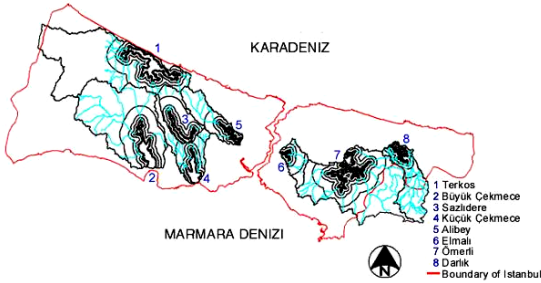 KARADENIZ
1
3
5
2
4
7
8
6
MARMARA DENIZI
N
1 Terkos
2 Büyük Çekmece
3 Sazlıdere
4 Küçük Çekmece
5 Alibey
6 Elmalı
7 Ömerli
8 Darlık
Boundary of Istanbul